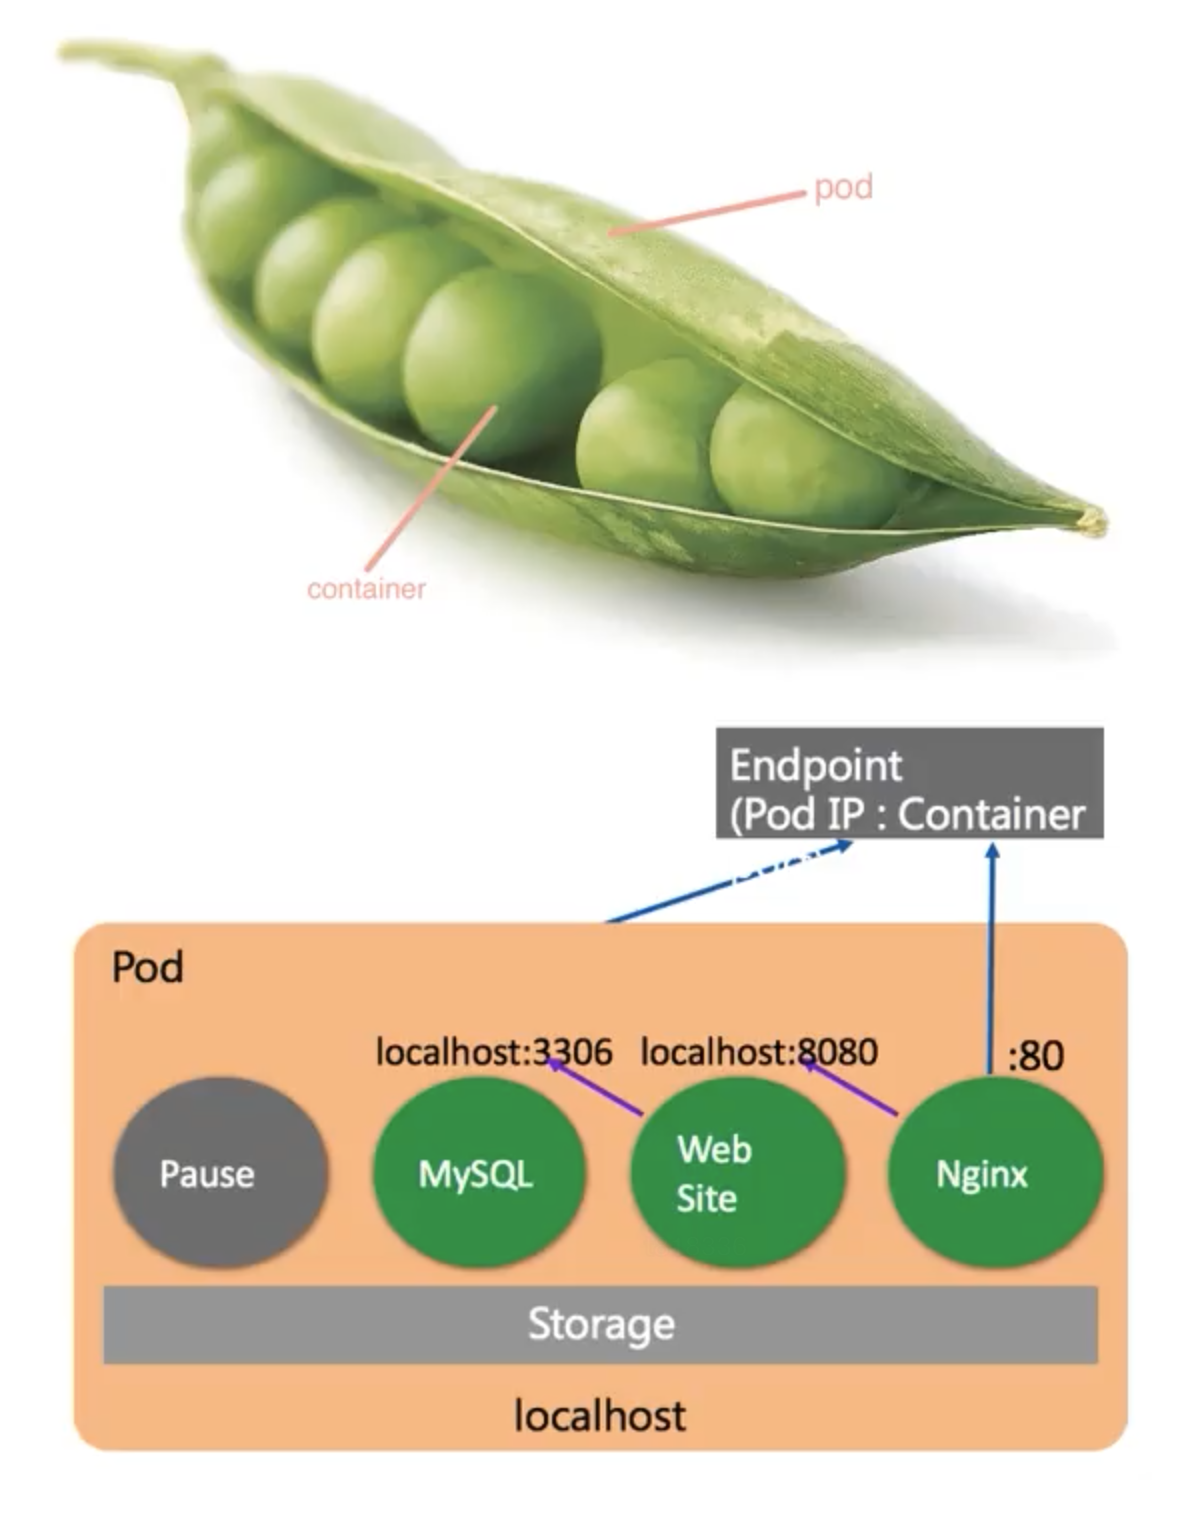 pod
container
Endpoint
(Pod IP : Container
Pod
localhost:3306
localhost:8080
:80
Pause
MySQL
Web
Site
Nginx
Storage
localhost